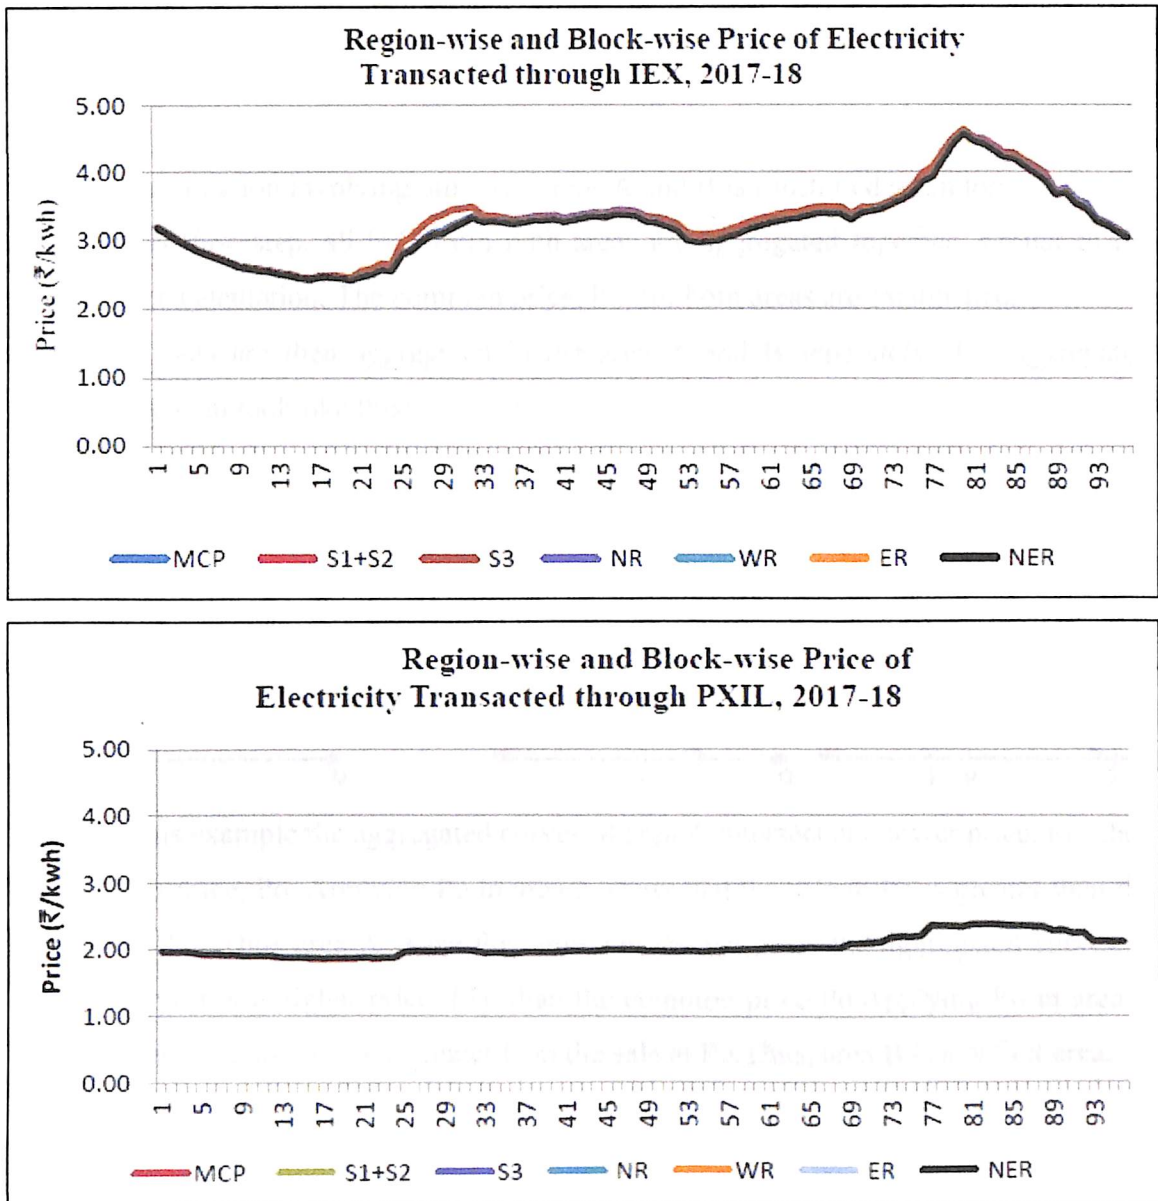 Region-wise and Block-wise Price of Electricity
Transacted through IEX, 2017-18
Price (₹/kwh)
5.00
4.00
3.00
2.00
1.00
0.00
1 5 9 13 17 21 25 29 33 37 41 45 49 53 57 61 65 69 73 77 81 85 89 93
MCP S1+S2 S3 NR WR ER NER
Region-wise and Block-wise Price of
Electricity Transacted through PXIL, 2017-18
Price (₹/kwh)
5.00
4.00
3.00
2.00
1.00
0.00
1 5 9 13 17 21 25 29 33 37 41 45 49 53 57 61 65 69 73 77 81 85 89 93
MCP S1+S2 S3 NR WR ER NER